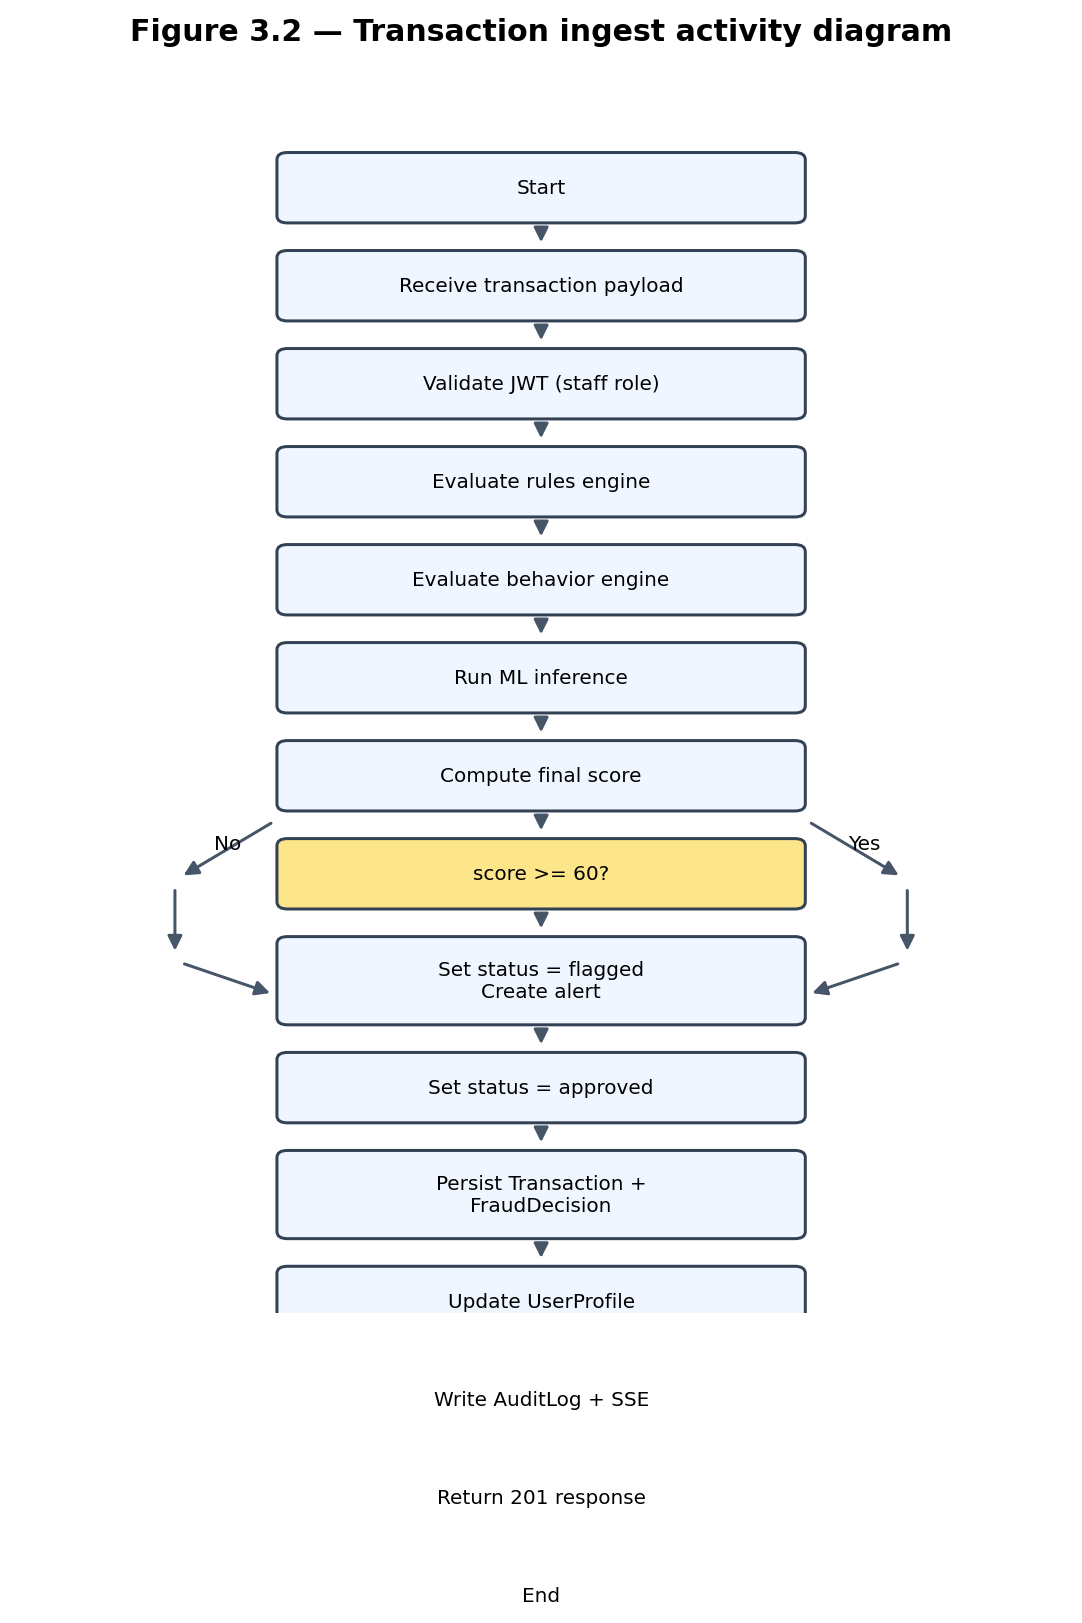 Figure 3.2 — Transaction ingest activity diagram
Start
Receive transaction payload
Validate JWT (staff role)
Evaluate rules engine
Evaluate behavior engine
Run ML inference
Compute final score
No
Yes
score >= 60?
Set status = flagged
Create alert
Set status = approved
Persist Transaction +
FraudDecision
Update UserProfile
Write AuditLog + SSE
Return 201 response
End